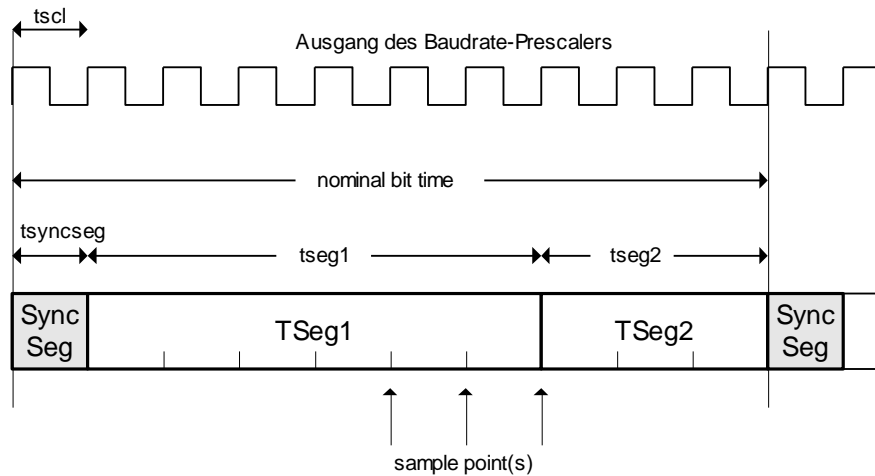 tscl
Ausgang des Baudrate-Prescalers
nominal bit time
tsyncseg
tseg1
tseg2
Sync
Seg
TSeg1
TSeg2
Sync
Seg
sample point(s)